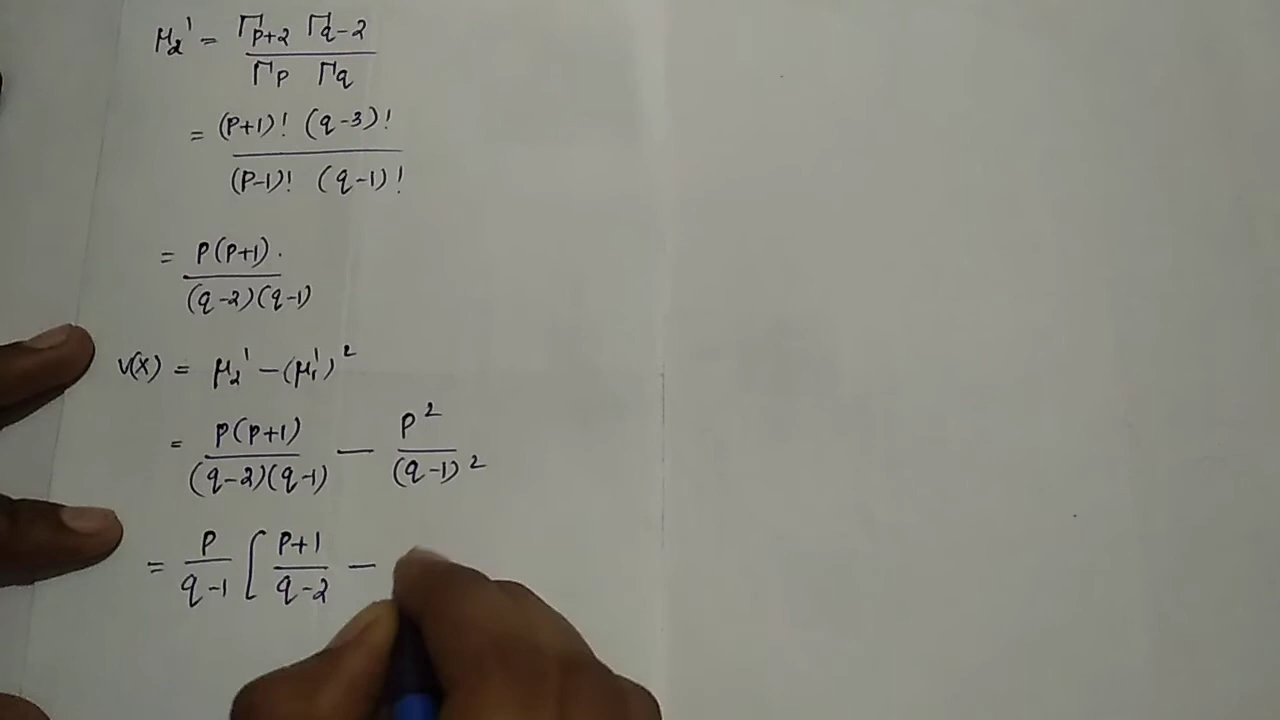 μ₂' = Γp+2 Γq-2 / Γp Γq
= (p+1)! (q-3)! / (p-1)! (q-1)!
= p(p+1). / (q-2)(q-1)
V(X) = μ₂' - (μ₁')²
= p(p+1) / (q-2)(q-1) - p² / (q-1)²
= p / q-1 [ p+1 / q-2 -